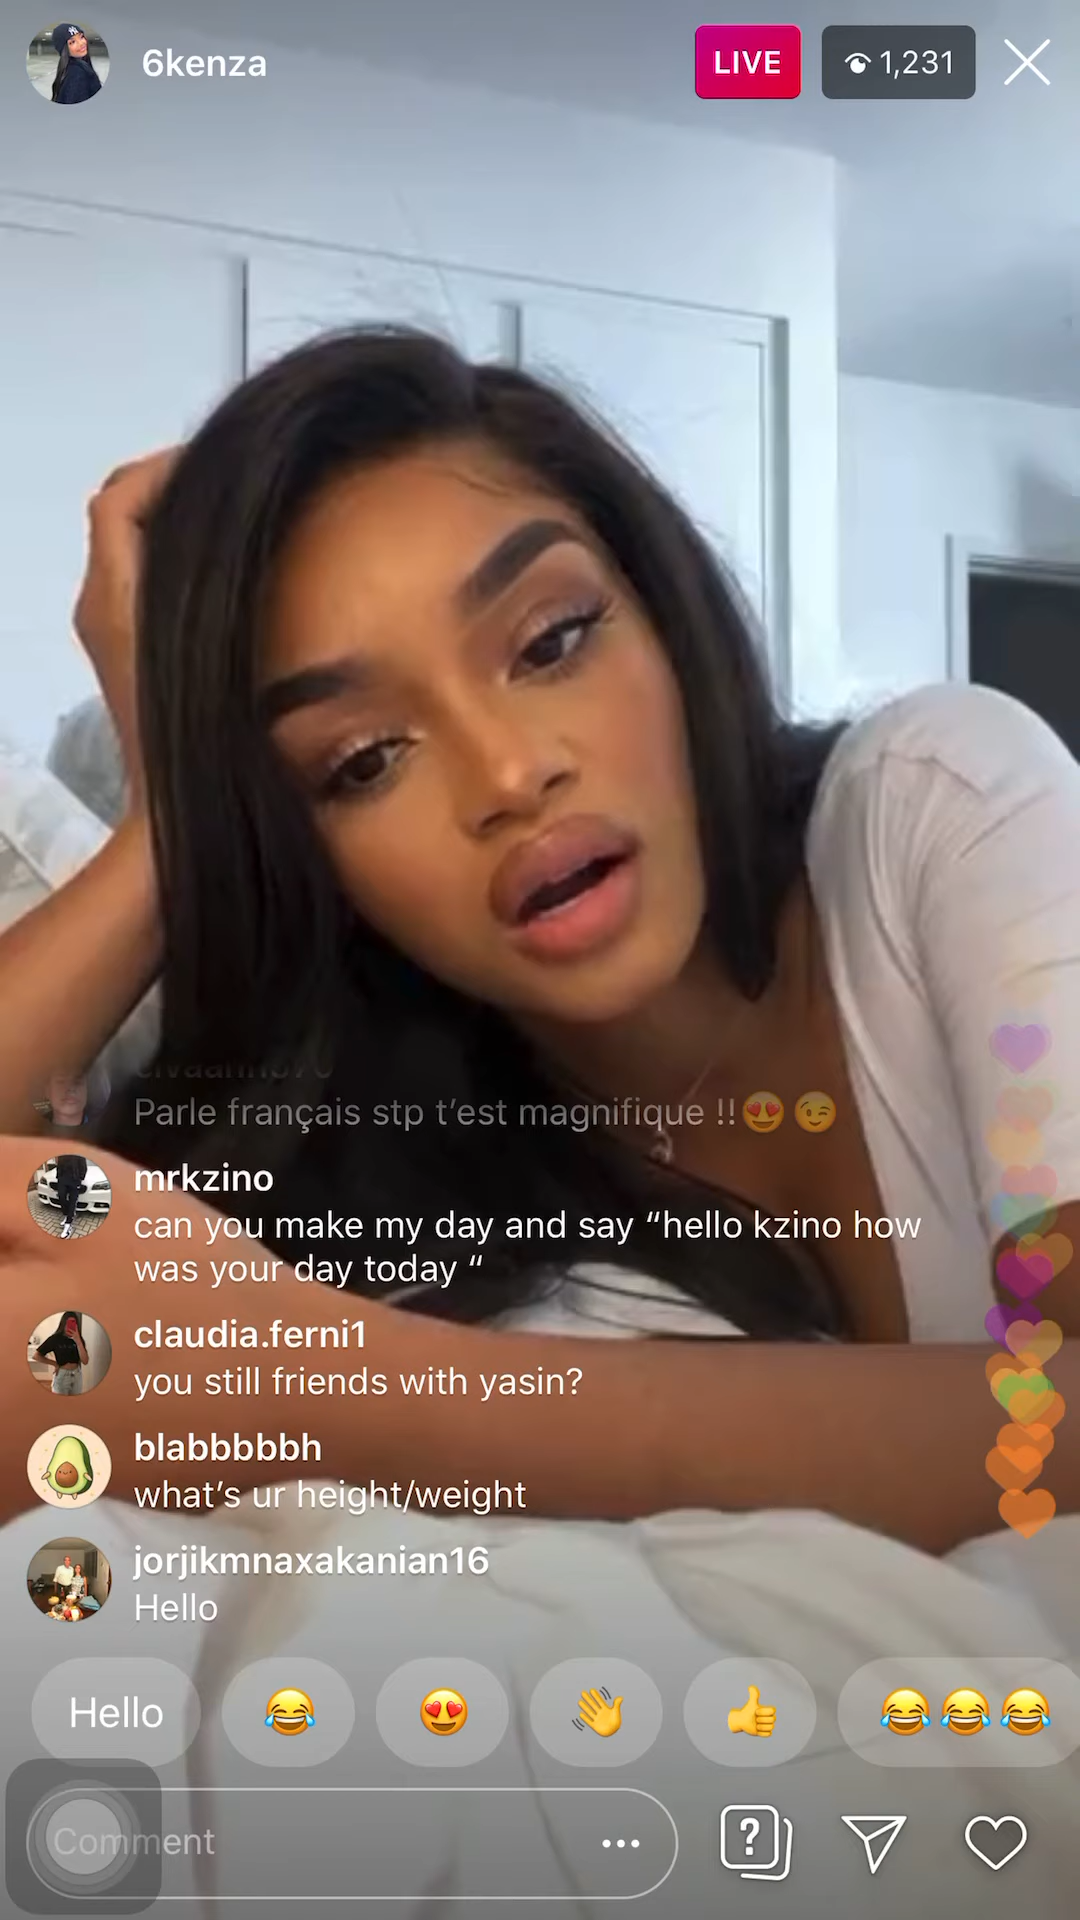 6kenza
LIVE
1,231
Parle français stp t’est magnifique !!😍😉
mrkzino
can you make my day and say “hello kzino how
was your day today “
claudia.ferni1
you still friends with yasin?
blabbbbbh
what’s ur height/weight
jorjikmnaxakanian16
Hello
Hello
😂
😍
👋
👍
😂😂😂
Comment